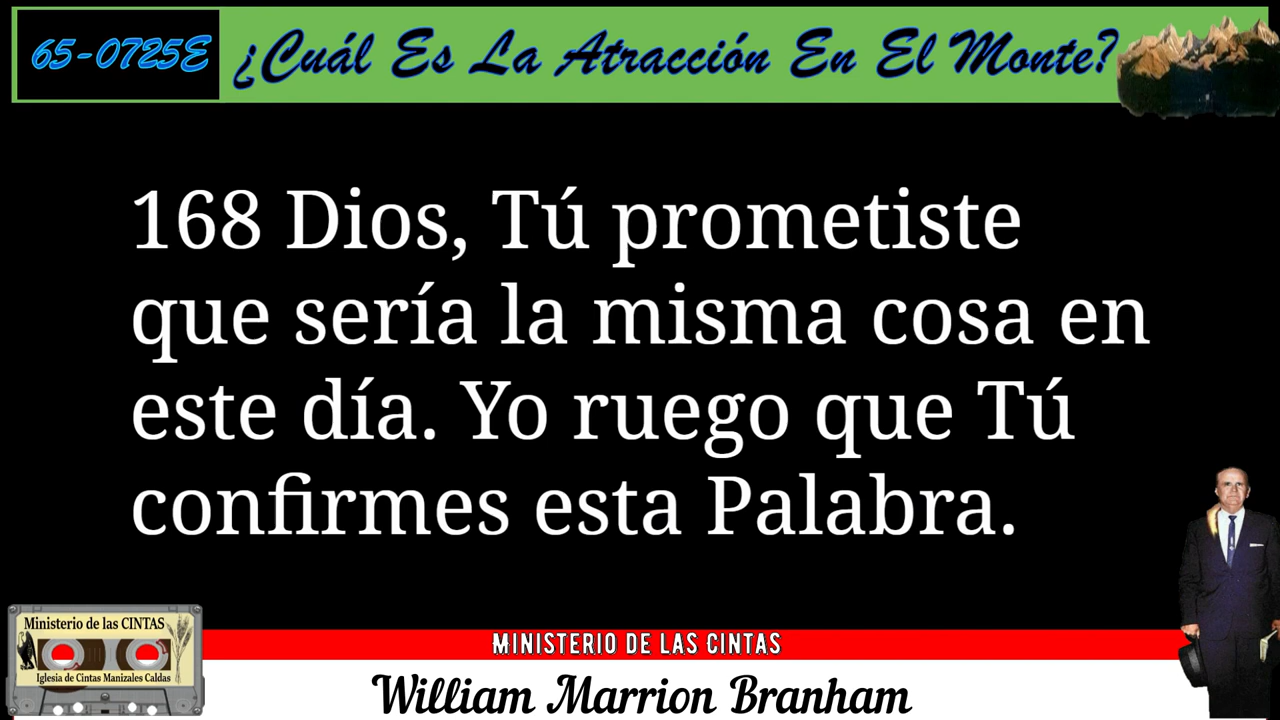 65-0725E ¿Cuál Es La Atracción En El Monte?
168 Dios, Tú prometiste
que sería la misma cosa en
este día. Yo ruego que Tú
confirmes esta Palabra.
Ministerio de las CINTAS
Iglesia de Cintas Manizales Caldas
MINISTERIO DE LAS CINTAS
William Marrion Branham